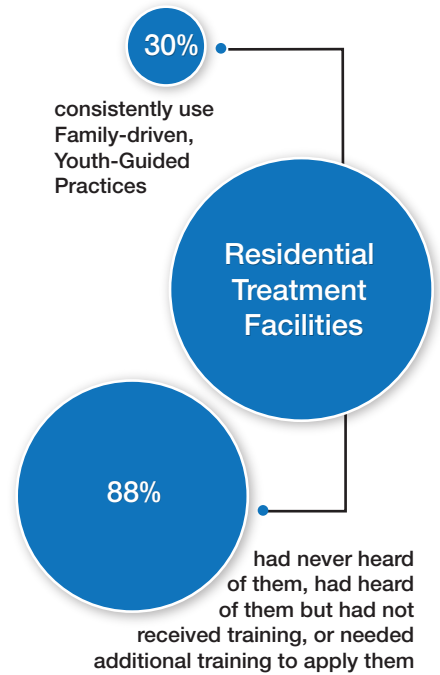 30%
consistently use
Family-driven,
Youth-Guided
Practices
Residential
Treatment
Facilities
88%
had never heard
of them, had heard
of them but had not
received training, or needed
additional training to apply them